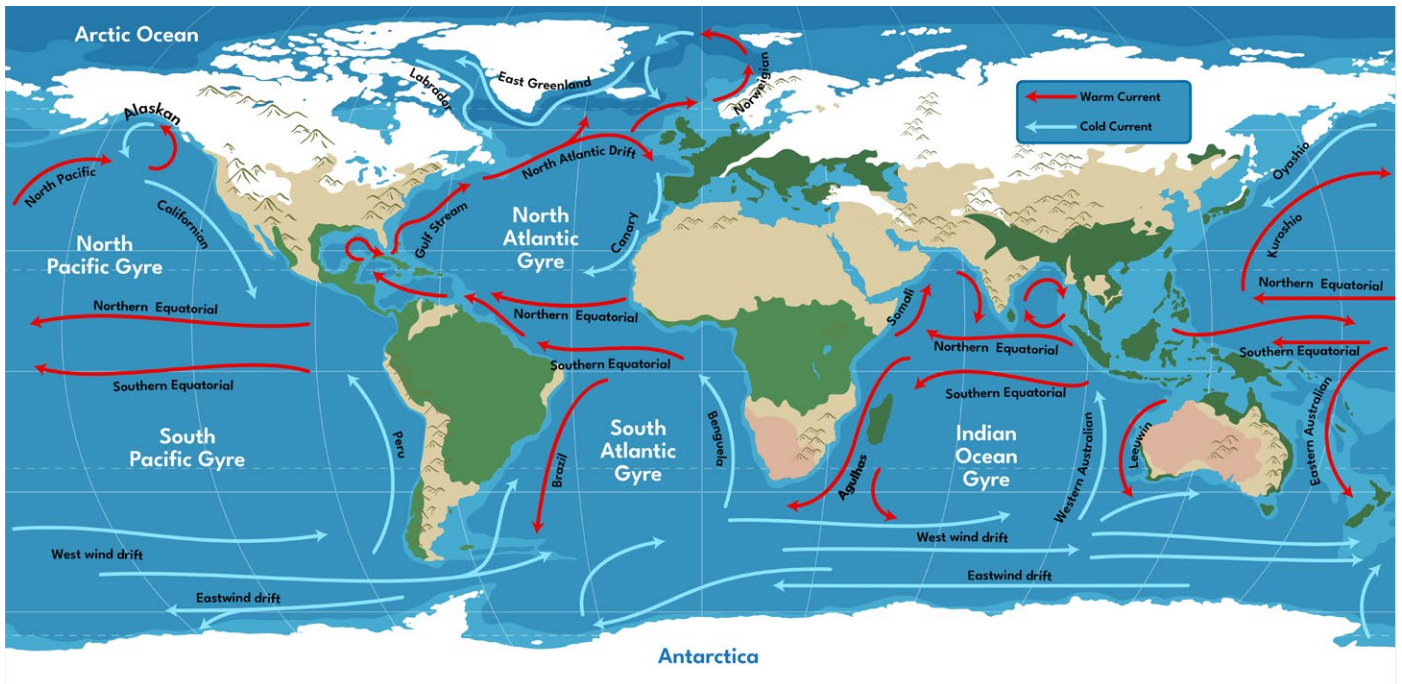 Arctic Ocean
Labrador
East Greenland
Norweigian
Warm Current
Cold Current
Alaskan
North Pacific
Californian
North Atlantic Drift
Gulf Stream
Canary
Oyashio
Kuroshio
North
Pacific Gyre
North
Atlantic
Gyre
Northern Equatorial
Northern Equatorial
Somali
Northern Equatorial
Northern Equatorial
Southern Equatorial
Southern Equatorial
Southern Equatorial
Southern Equatorial
South
Pacific Gyre
Peru
Brazil
South
Atlantic
Gyre
Benguela
Agulhas
Indian
Ocean
Gyre
Western Australian
Leeuwin
Eastern Australian
West wind drift
West wind drift
Eastwind drift
Eastwind drift
Antarctica